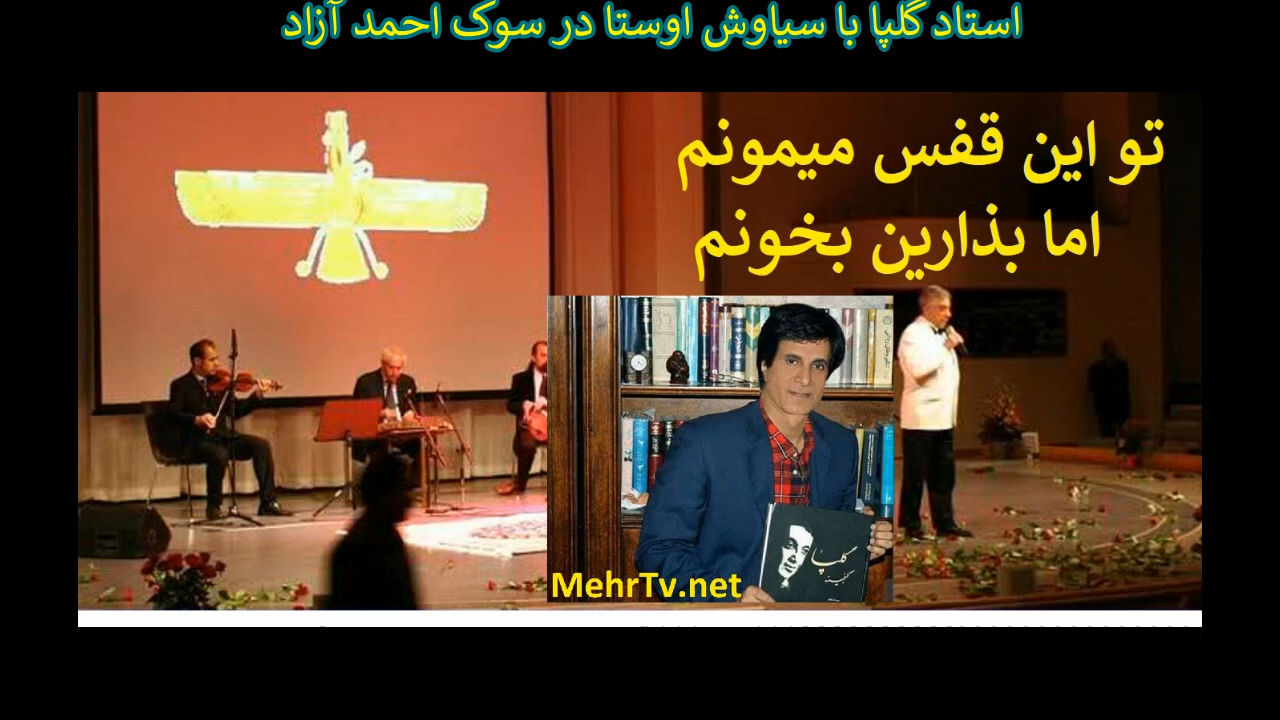 استاد گلپا با سیاوش اوستا در سوک احمد آزاد
تو این قفس میمونم
اما بذارین بخونم
گلپا
MehrTv.net